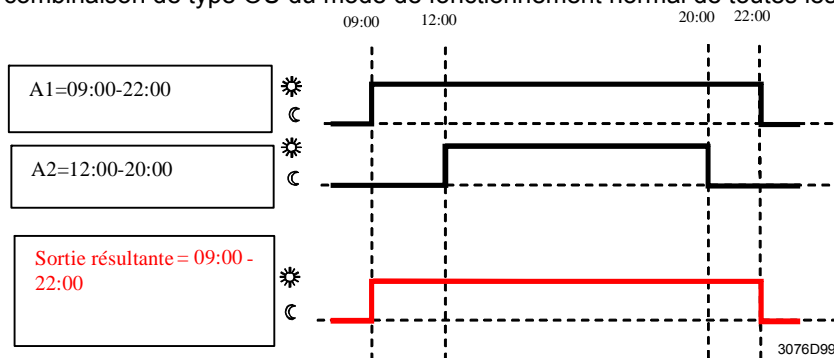 combinaison de type OU du mode de fonctionnement normal de toutes les
09:00 12:00 20:00 22:00
A1=09:00-22:00
A2=12:00-20:00
Sortie résultante = 09:00 -
22:00
3076D99